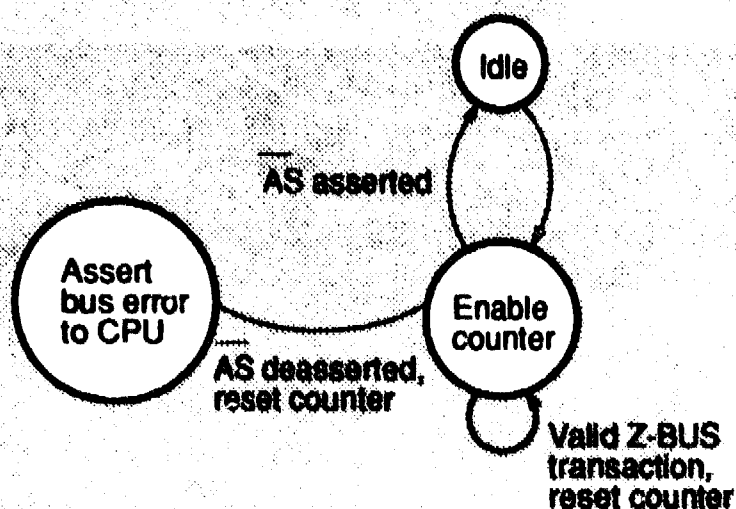 Idle
AS asserted
Assert
bus error
to CPU
Enable
counter
AS deasserted,
reset counter
Valid Z-BUS
transaction,
reset counter